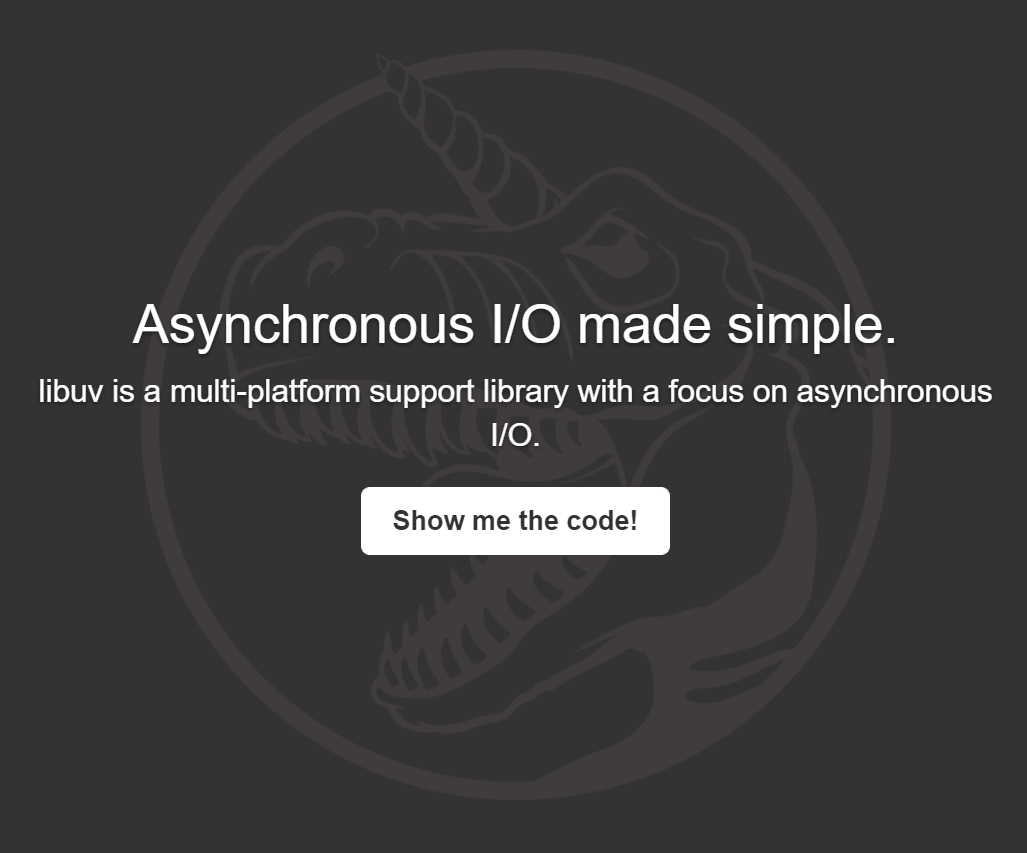 Asynchronous I/O made simple.
libuv is a multi-platform support library with a focus on asynchronous
I/O.
Show me the code!